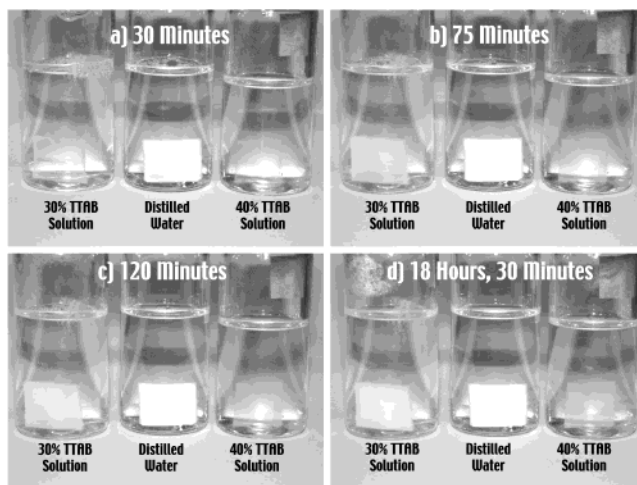 a) 30 Minutes
30% TTAB Solution
Distilled Water
40% TTAB Solution
b) 75 Minutes
30% TTAB Solution
Distilled Water
40% TTAB Solution
c) 120 Minutes
30% TTAB Solution
Distilled Water
40% TTAB Solution
d) 18 Hours, 30 Minutes
30% TTAB Solution
Distilled Water
40% TTAB Solution